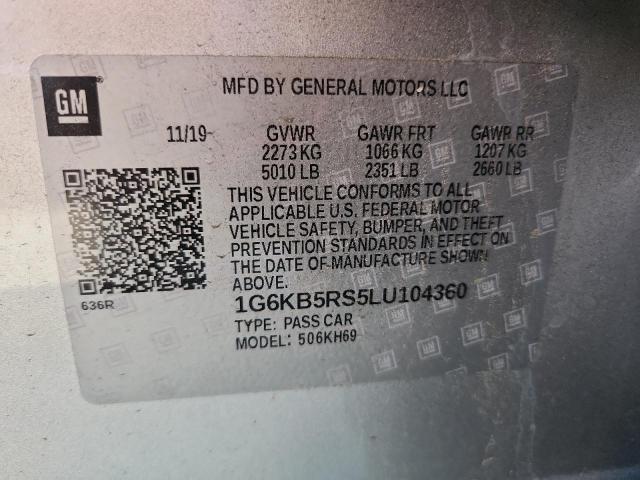 GM
MFD BY GENERAL MOTORS LLC
11/19 GVWR GAWR FRT GAWR RR
2273 KG 1066 KG 1207 KG
5010 LB 2351 LB 2660 LB
THIS VEHICLE CONFORMS TO ALL
APPLICABLE U.S. FEDERAL MOTOR
VEHICLE SAFETY, BUMPER, AND THEFT
PREVENTION STANDARDS IN EFFECT ON
THE DATE OF MANUFACTURE SHOWN
ABOVE.
636R
1G6KB5RS5LU104360
TYPE: PASS CAR
MODEL: 506KH69